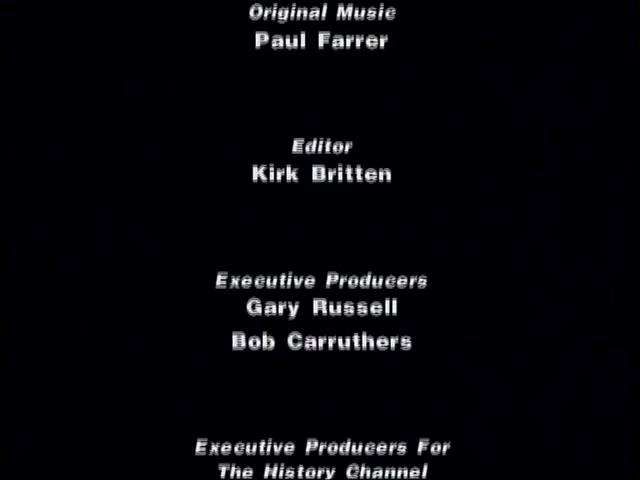 Original Music
Paul Farrer
Editor
Kirk Britten
Executive Producers
Gary Russell
Bob Carruthers
Executive Producers For
The History Channel